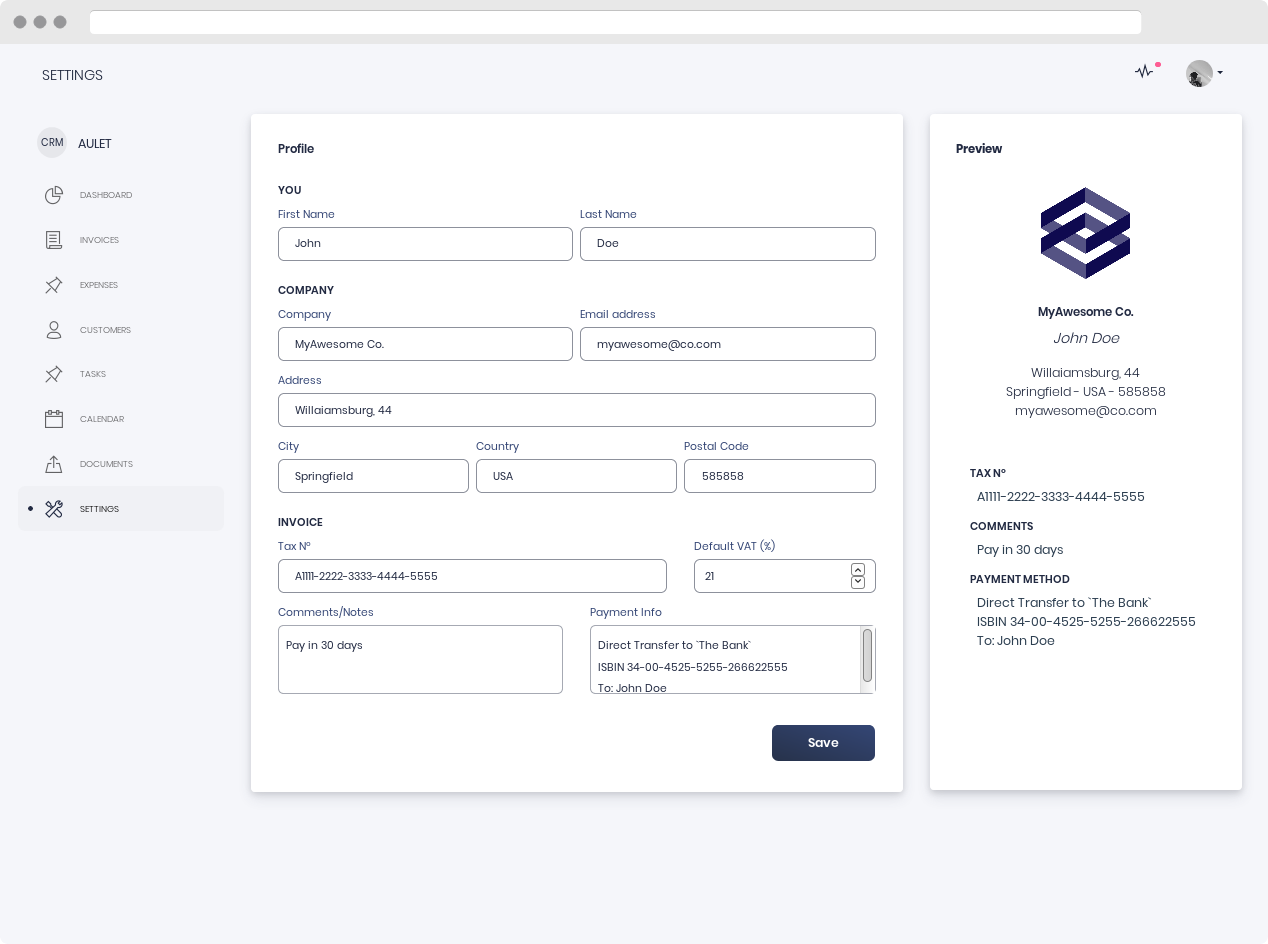 SETTINGS
CRM AULET
DASHBOARD
INVOICES
EXPENSES
CUSTOMERS
TASKS
CALENDAR
DOCUMENTS
SETTINGS
Profile
YOU
First Name Last Name
John Doe
COMPANY
Company Email address
MyAwesome Co. myawesome@co.com
Address
Willaiamsburg, 44
City Country Postal Code
Springfield USA 585858
INVOICE
Tax Nº Default VAT (%)
A1111-2222-3333-4444-5555 21
Comments/Notes Payment Info
Pay in 30 days
Direct Transfer to `The Bank`
ISBIN 34-00-4525-5255-266622555
To: John Doe
Save
Preview
MyAwesome Co.
John Doe
Willaiamsburg, 44
Springfield - USA - 585858
myawesome@co.com
TAX Nº
A1111-2222-3333-4444-5555
COMMENTS
Pay in 30 days
PAYMENT METHOD
Direct Transfer to `The Bank`
ISBIN 34-00-4525-5255-266622555
To: John Doe